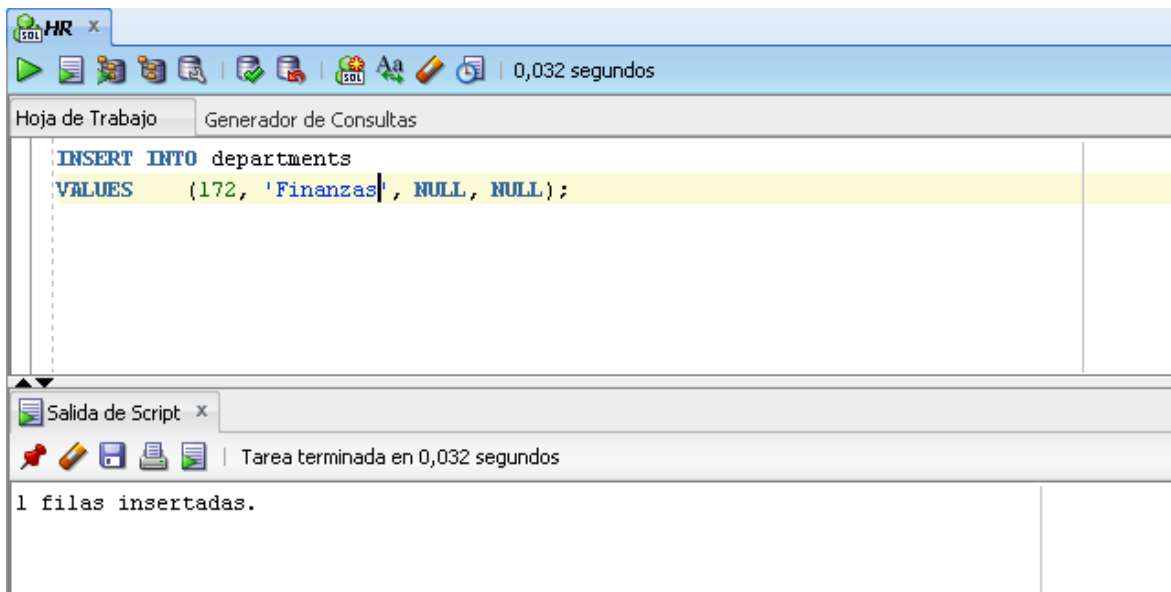 HR
0,032 segundos
Hoja de Trabajo Generador de Consultas
INSERT INTO departments
VALUES (172, 'Finanzas', NULL, NULL);
Salida de Script
Tarea terminada en 0,032 segundos
1 filas insertadas.